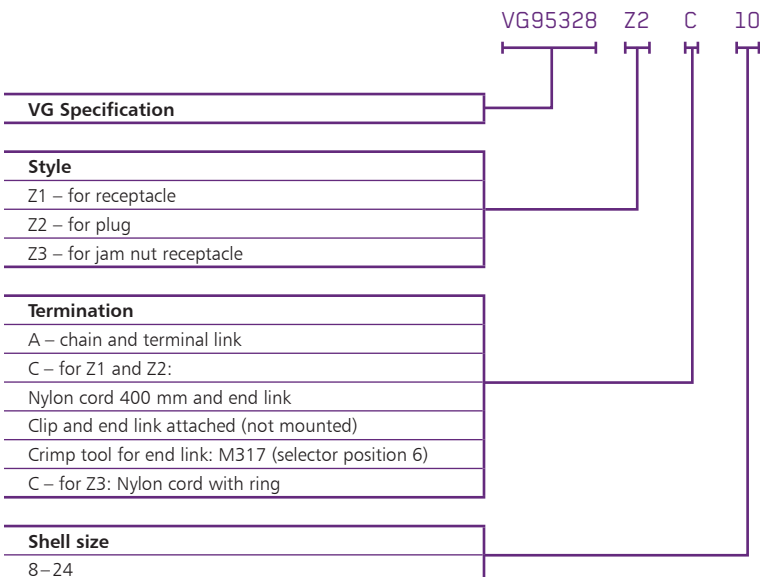 VG95328 Z2 C 10
VG Specification
Style
Z1 – for receptacle
Z2 – for plug
Z3 – for jam nut receptacle
Termination
A – chain and terminal link
C – for Z1 and Z2:
Nylon cord 400 mm and end link
Clip and end link attached (not mounted)
Crimp tool for end link: M317 (selector position 6)
C – for Z3: Nylon cord with ring
Shell size
8–24